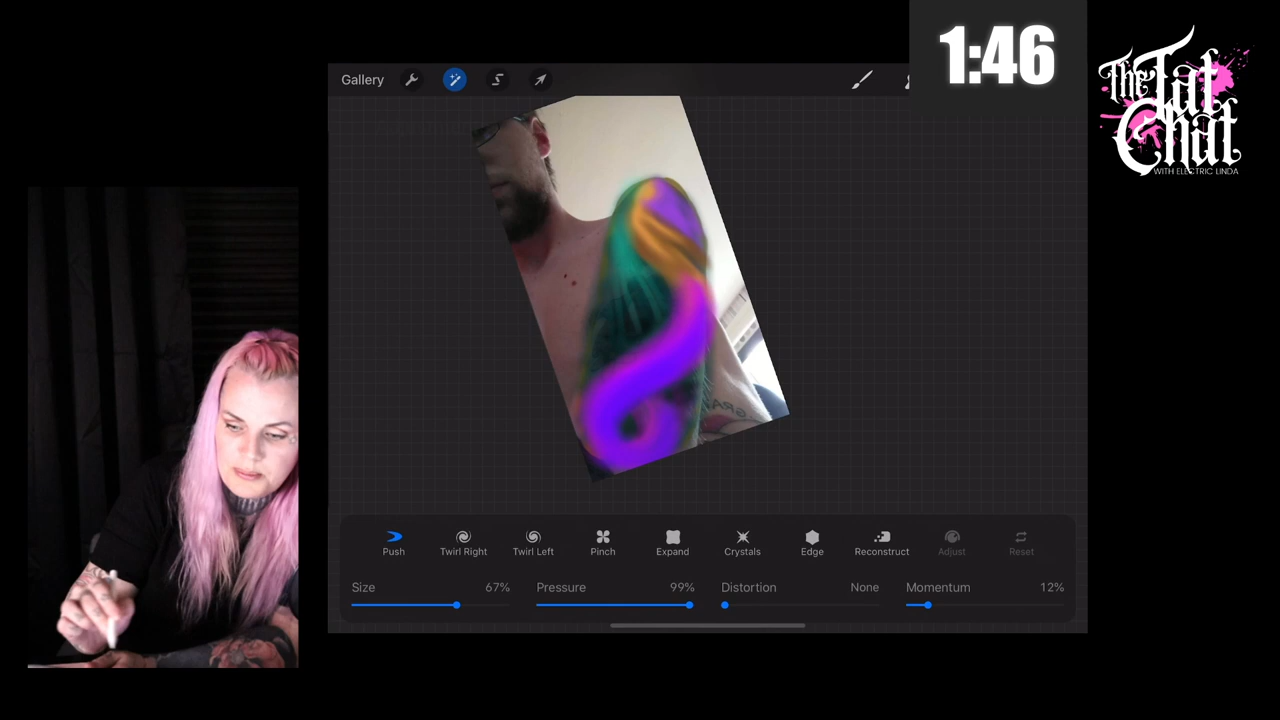 1:46
The
Tat
Chat
WITH ELECTRIC LINDA
Gallery
GRA
Push
Twirl Right
Twirl Left
Pinch
Expand
Crystals
Edge
Reconstruct
Adjust
Reset
Size 67% Pressure 99% Distortion None Momentum 12%